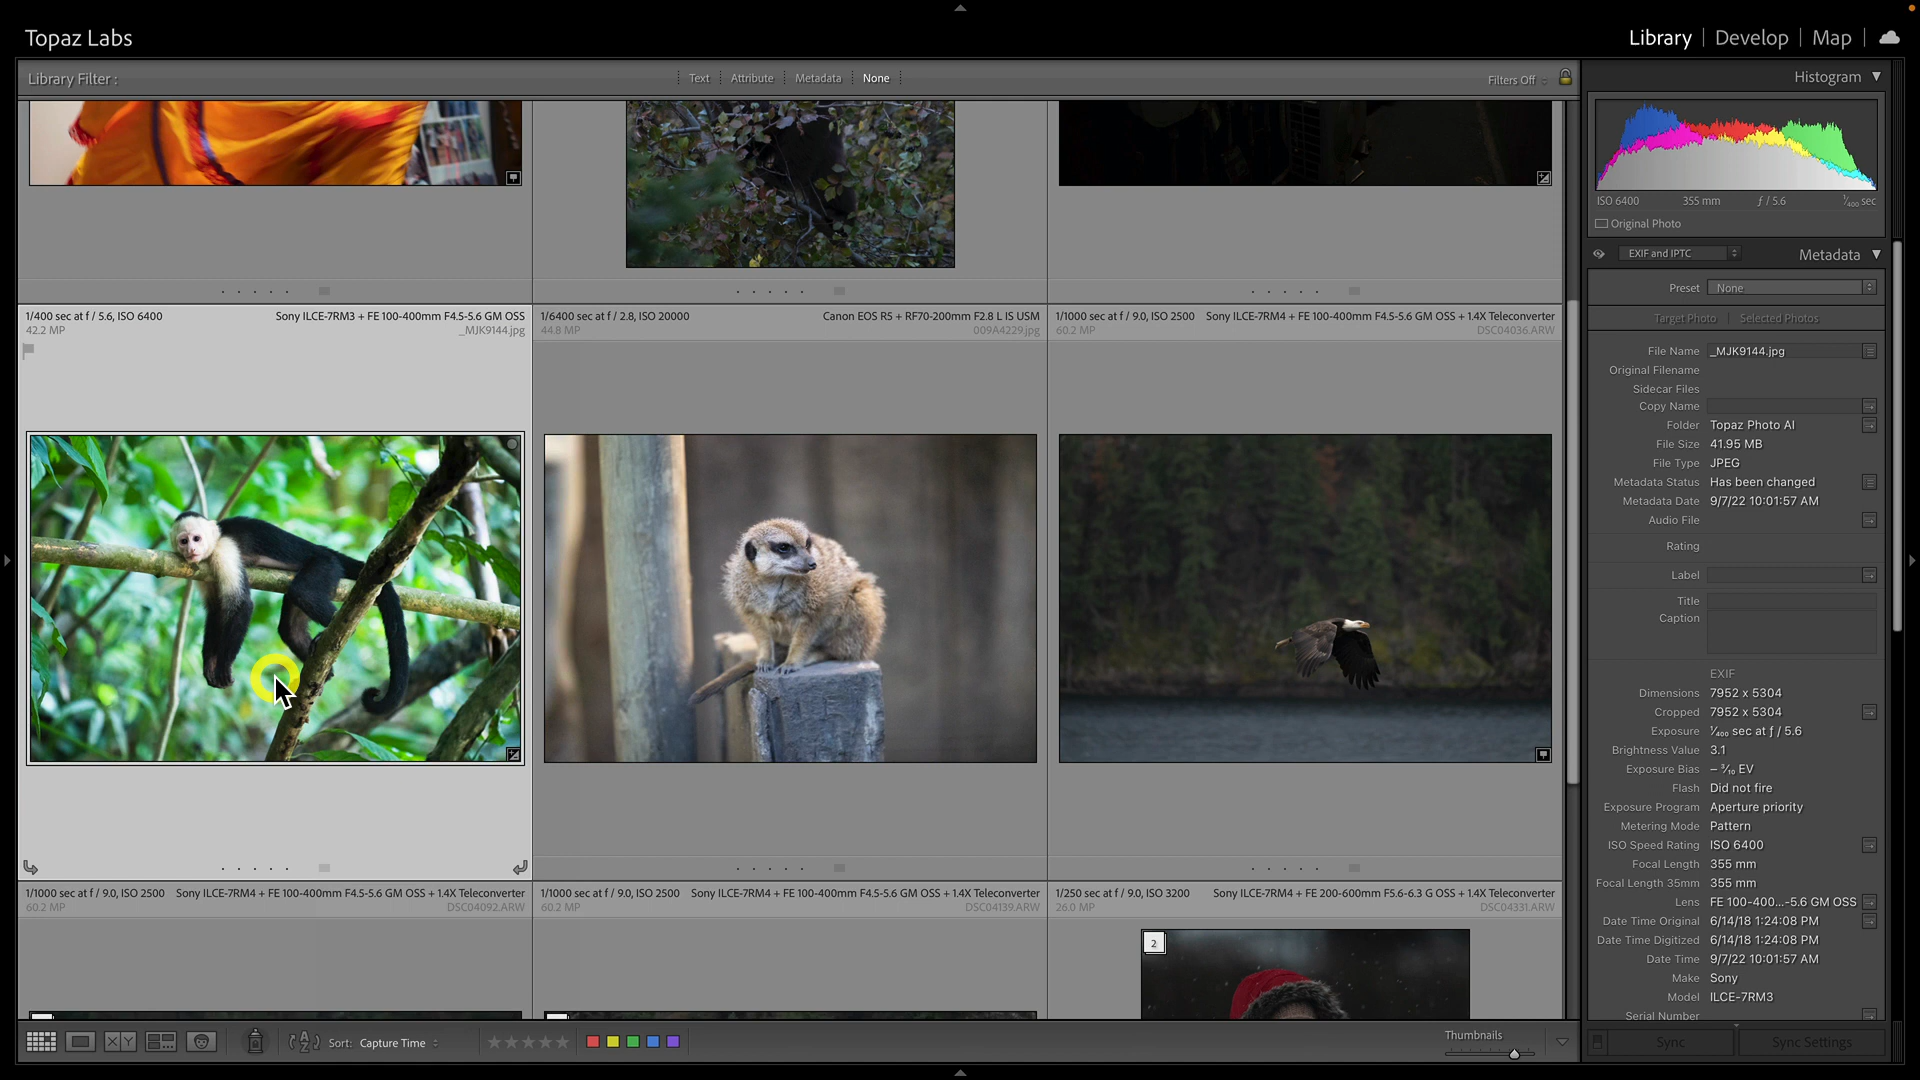 Topaz Labs
Library | Develop | Map
Library Filter :
Text Attribute Metadata None
Filters Off
Histogram
ISO 6400 355 mm ƒ / 5.6 1/400 sec
Original Photo
EXIF and IPTC
Metadata
Preset None
Target Photo | Selected Photos
File Name _MJK9144.jpg
Original Filename
Sidecar Files
Copy Name
Folder Topaz Photo AI
File Size 41.95 MB
File Type JPEG
Metadata Status Has been changed
Metadata Date 9/7/22 10:01:57 AM
Audio File
Rating
Label
Title
Caption
EXIF
Dimensions 7952 x 5304
Cropped 7952 x 5304
Exposure 1/400 sec at ƒ / 5.6
Brightness Value 3.1
Exposure Bias – 3/10 EV
Flash Did not fire
Exposure Program Aperture priority
Metering Mode Pattern
ISO Speed Rating ISO 6400
Focal Length 355 mm
Focal Length 35mm 355 mm
Lens FE 100-400...-5.6 GM OSS
Date Time Original 6/14/18 1:24:08 PM
Date Time Digitized 6/14/18 1:24:08 PM
Date Time 9/7/22 10:01:57 AM
Make Sony
Model ILCE-7RM3
Serial Number
Sync Sync Settings
1/400 sec at f / 5.6, ISO 6400 Sony ILCE-7RM3 + FE 100-400mm F4.5-5.6 GM OSS
42.2 MP _MJK9144.jpg
1/6400 sec at f / 2.8, ISO 20000 Canon EOS R5 + RF70-200mm F2.8 L IS USM
44.8 MP 009A4229.jpg
1/1000 sec at f / 9.0, ISO 2500 Sony ILCE-7RM4 + FE 100-400mm F4.5-5.6 GM OSS + 1.4X Teleconverter
60.2 MP DSC04036.ARW
1/1000 sec at f / 9.0, ISO 2500 Sony ILCE-7RM4 + FE 100-400mm F4.5-5.6 GM OSS + 1.4X Teleconverter
60.2 MP DSC04092.ARW
1/1000 sec at f / 9.0, ISO 2500 Sony ILCE-7RM4 + FE 100-400mm F4.5-5.6 GM OSS + 1.4X Teleconverter
60.2 MP DSC04139.ARW
1/250 sec at f / 9.0, ISO 3200 Sony ILCE-7RM4 + FE 200-600mm F5.6-6.3 G OSS + 1.4X Teleconverter
26.0 MP DSC04331.ARW
2
X Y
A Z Sort: Capture Time
Thumbnails